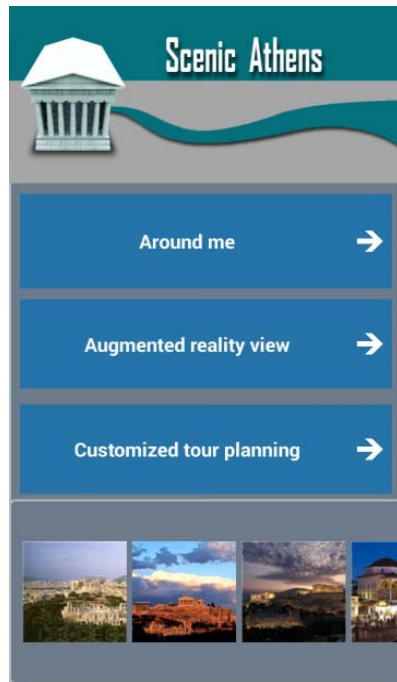 Scenic Athens
Around me
Augmented reality view
Customized tour planning